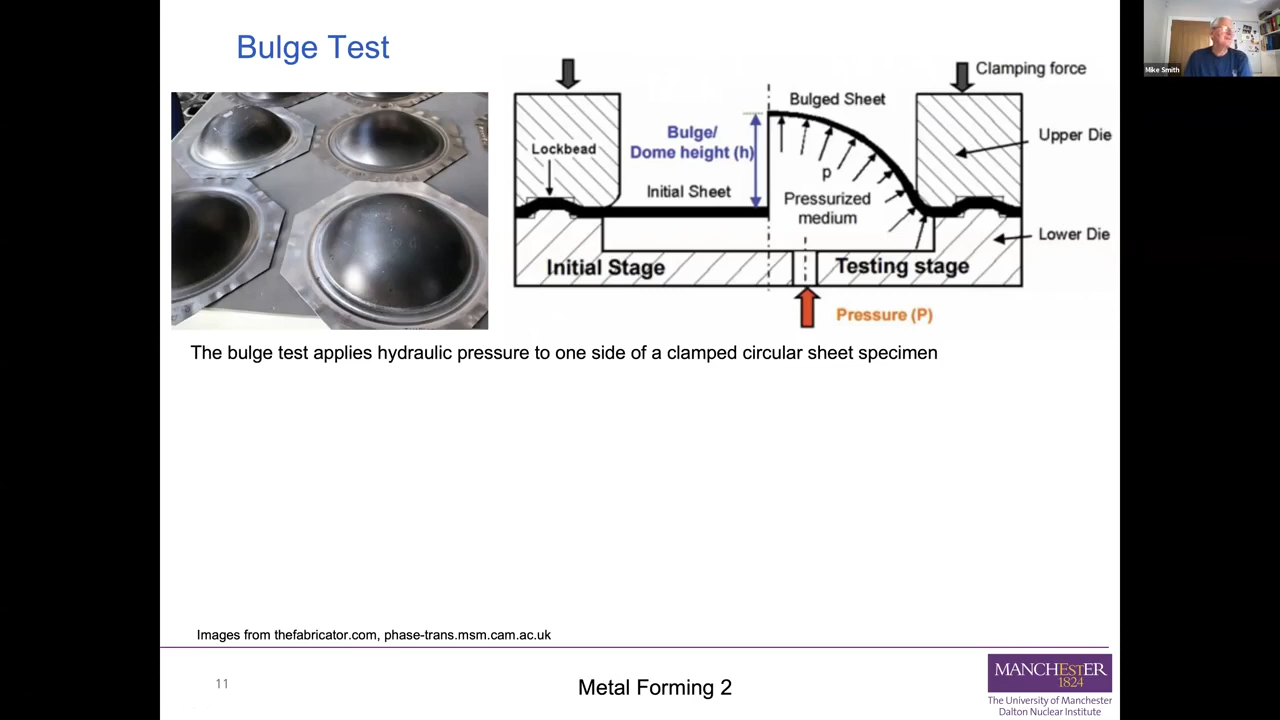 Bulge Test
Mike Smith
Clamping force
Bulged Sheet
Bulge/
Dome height (h)
Upper Die
Lockbead
p
Initial Sheet
Pressurized
medium
Lower Die
Initial Stage
Testing stage
Pressure (P)
The bulge test applies hydraulic pressure to one side of a clamped circular sheet specimen
Images from thefabricator.com, phase-trans.msm.cam.ac.uk
11
Metal Forming 2
MANCHESTER
1824
The University of Manchester
Dalton Nuclear Institute